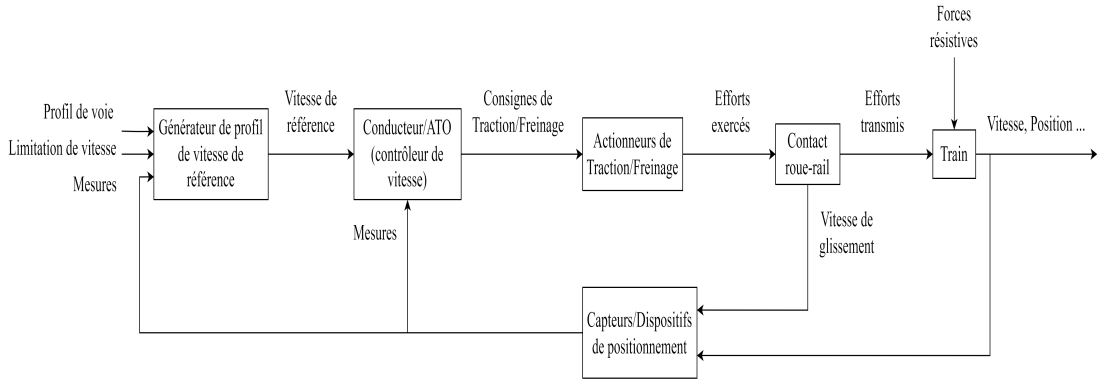 Forces
résistives
Profil de voie
Limitation de vitesse
Mesures
Générateur de profil
de vitesse de
référence
Vitesse de
référence
Conducteur/ATO
(contrôleur de
vitesse)
Consignes de
Traction/Freinage
Actionneurs de
Traction/Freinage
Efforts
exercés
Contact
roue-rail
Efforts
transmis
Train
Vitesse, Position ...
Mesures
Vitesse de
glissement
Capteurs/Dispositifs
de positionnement